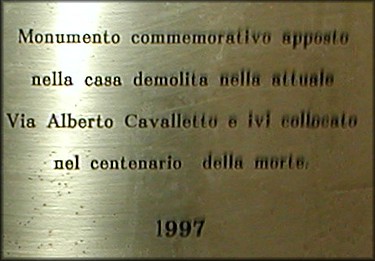 Monumento commemorativo apposto
nella casa demolita nella attuale
Via Alberto Cavalletto e ivi collocato
nel centenario della morte.
1997